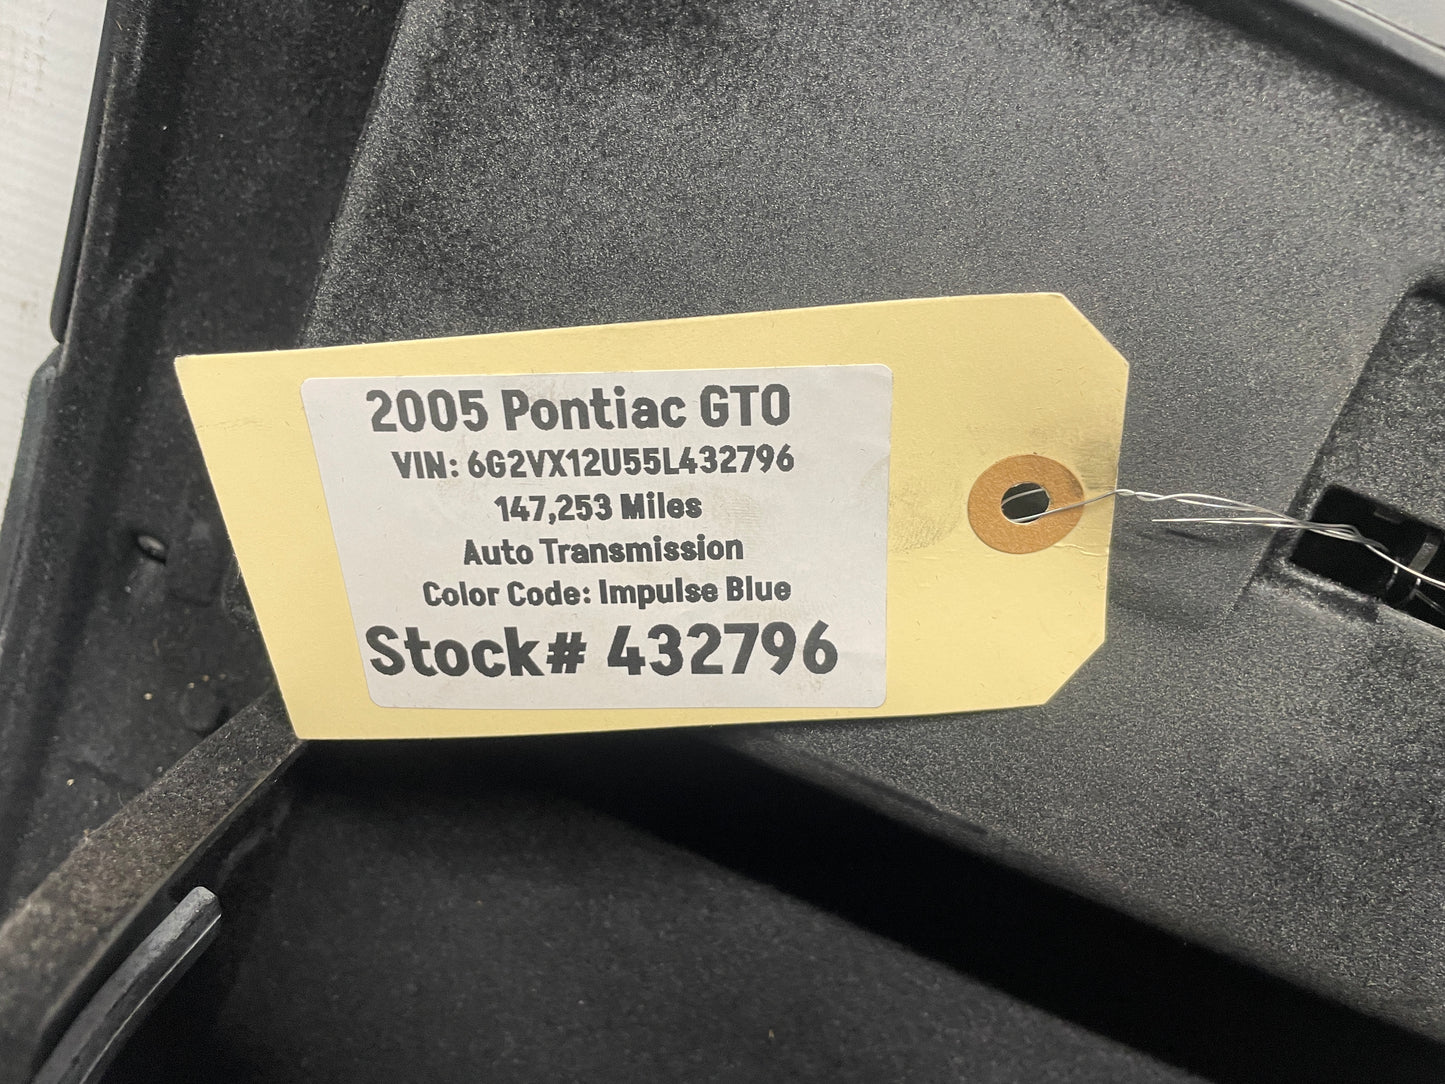 2005 Pontiac GTO
VIN: 6G2VX12U55L432796
147,253 Miles
Auto Transmission
Color Code: Impulse Blue
Stock# 432796